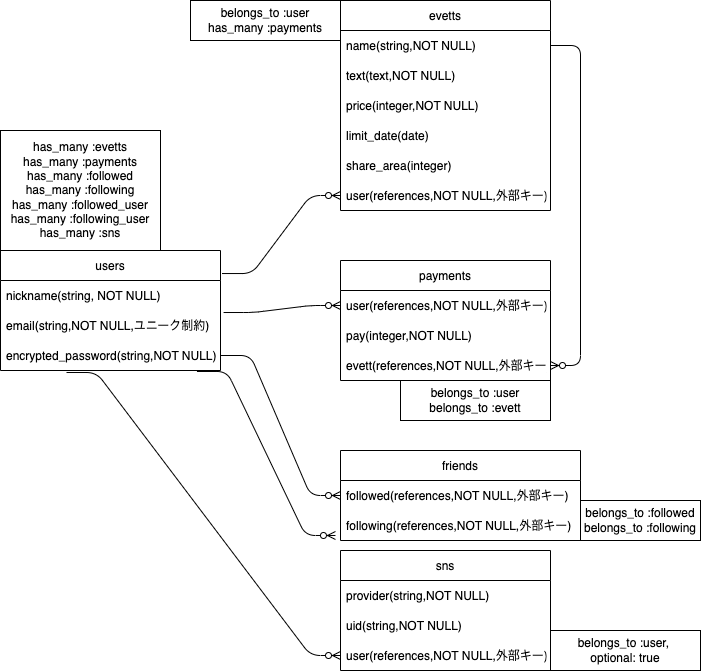 belongs_to :user
has_many :payments
evetts
name(string,NOT NULL)
text(text,NOT NULL)
price(integer,NOT NULL)
limit_date(date)
share_area(integer)
user(references,NOT NULL,外部キー)
has_many :evetts
has_many :payments
has_many :followed
has_many :following
has_many :followed_user
has_many :following_user
has_many :sns
users
nickname(string, NOT NULL)
email(string,NOT NULL,ユニーク制約)
encrypted_password(string,NOT NULL)
payments
user(references,NOT NULL,外部キー)
pay(integer,NOT NULL)
evett(references,NOT NULL,外部キー
belongs_to :user
belongs_to :evett
friends
followed(references,NOT NULL,外部キー)
following(references,NOT NULL,外部キー)
belongs_to :followed
belongs_to :following
sns
provider(string,NOT NULL)
uid(string,NOT NULL)
user(references,NOT NULL,外部キー)
belongs_to :user,
optional: true